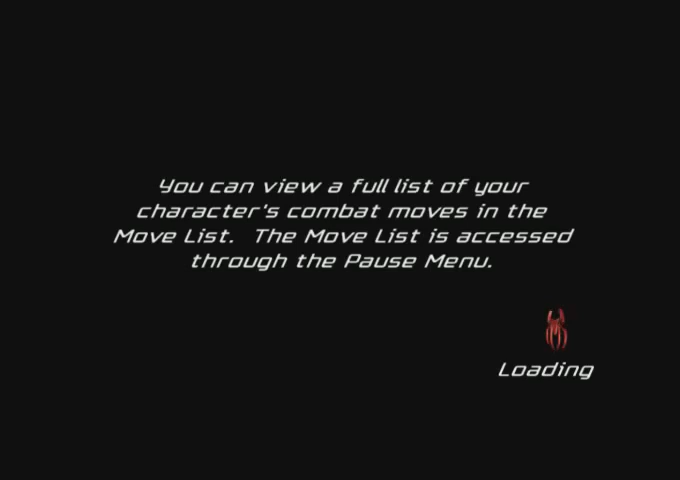 You can view a full list of your
character's combat moves in the
Move List.  The Move List is accessed
through the Pause Menu.
Loading